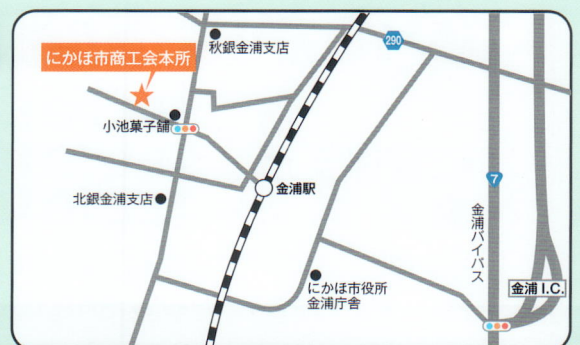 秋銀金浦支店
290
にかほ市商工会本所
小池菓子舗
金浦駅
7
北銀金浦支店
金浦バイパス
にかほ市役所
金浦庁舎
金浦 I.C.